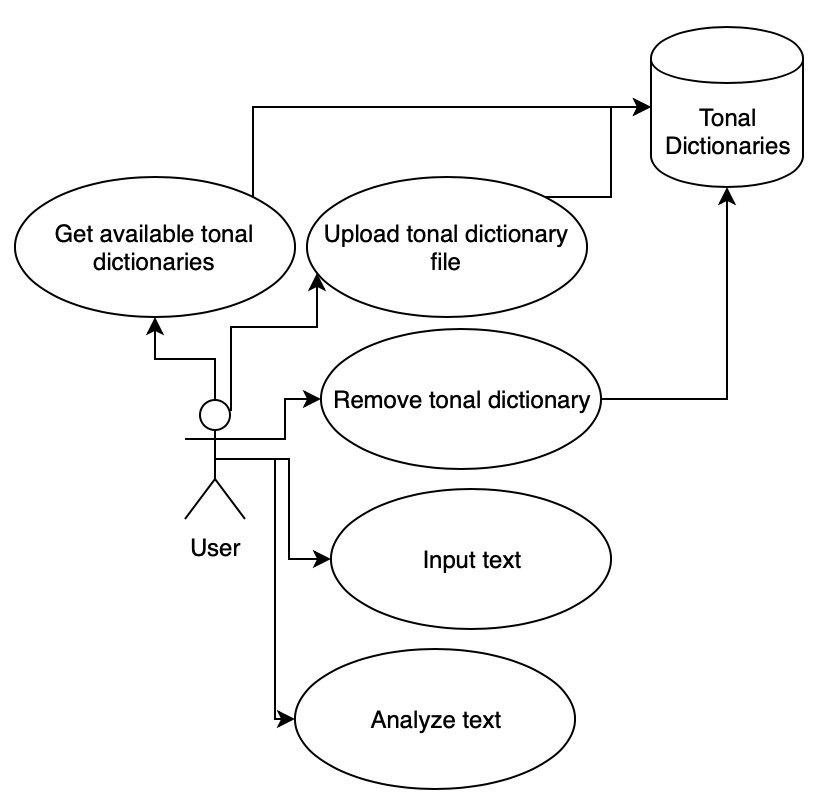 Tonal
Dictionaries
Get available tonal
dictionaries
Upload tonal dictionary
file
Remove tonal dictionary
User
Input text
Analyze text